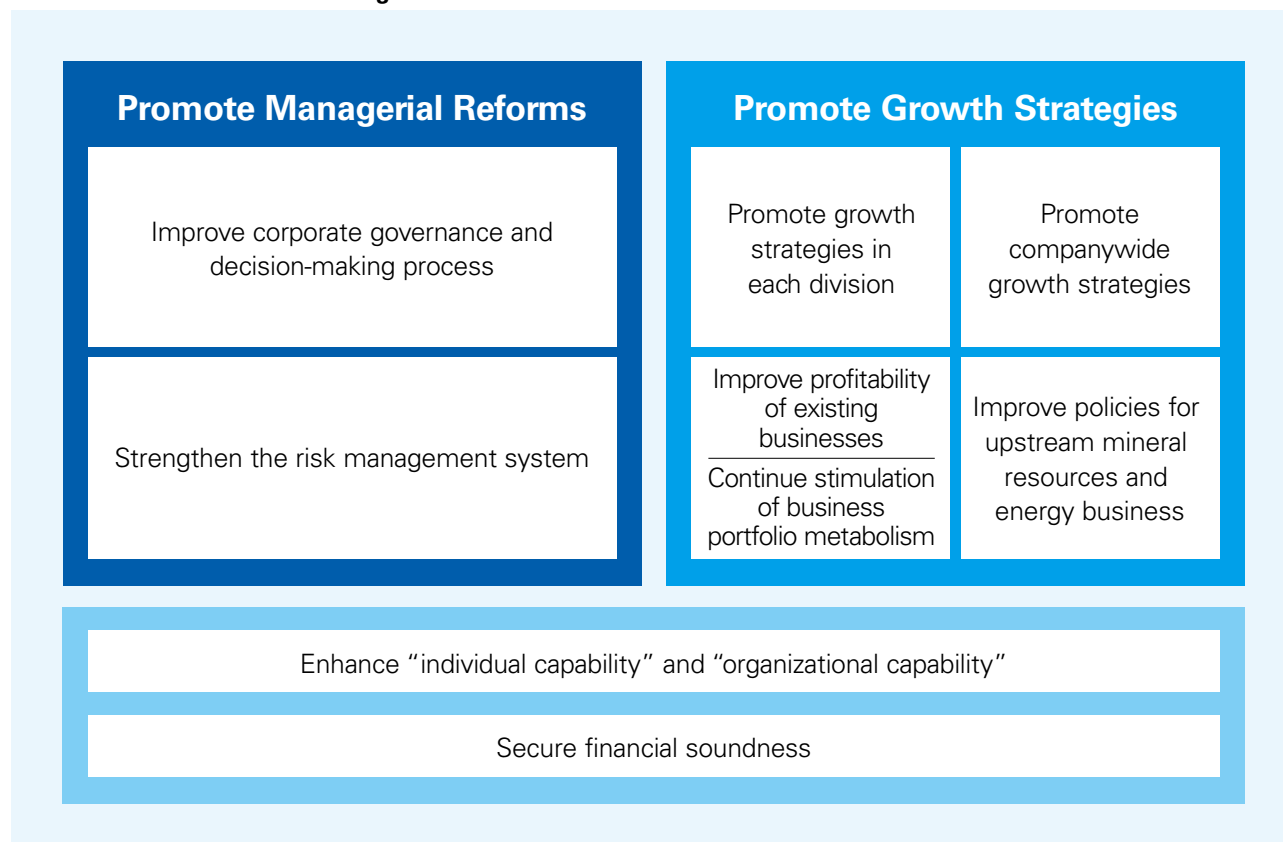 Promote Managerial Reforms
Improve corporate governance and
decision-making process
Strengthen the risk management system
Promote Growth Strategies
Promote growth
strategies in
each division
Promote
companywide
growth strategies
Improve profitability
of existing
businesses
Continue stimulation
of business
portfolio metabolism
Improve policies for
upstream mineral
resources and
energy business
Enhance “individual capability” and “organizational capability”
Secure financial soundness